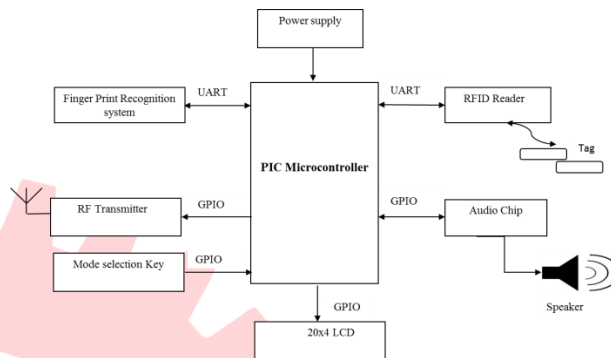 Power supply
Finger Print Recognition
system
UART
UART
RFID Reader
Tag
PIC Microcontroller
RF Transmitter
GPIO
GPIO
Audio Chip
Mode selection Key
GPIO
Speaker
GPIO
20x4 LCD